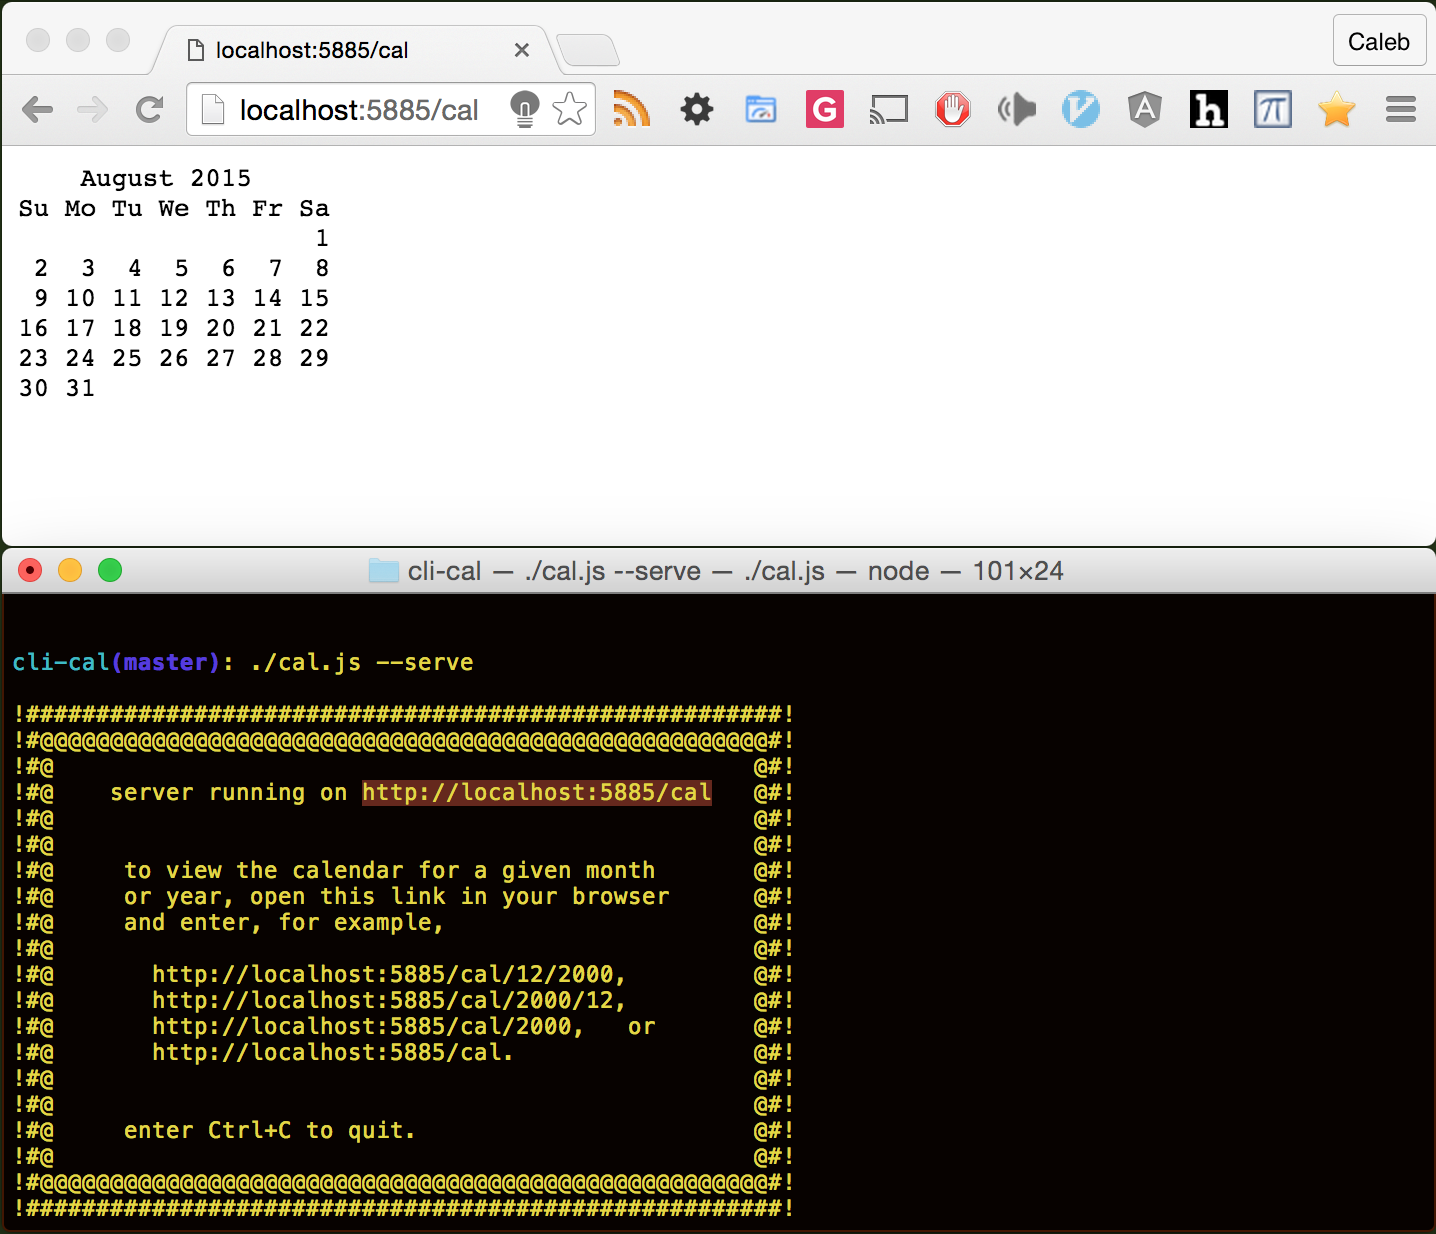 localhost:5885/cal
Caleb
localhost:5885/cal
August 2015
Su Mo Tu We Th Fr Sa
1
2 3 4 5 6 7 8
9 10 11 12 13 14 15
16 17 18 19 20 21 22
23 24 25 26 27 28 29
30 31
cli-cal — ./cal.js --serve — ./cal.js — node — 101×24
cli-cal(master): ./cal.js --serve
!######################################################!
!#@@@@@@@@@@@@@@@@@@@@@@@@@@@@@@@@@@@@@@@@@@@@@@@@@@@@#!
!#@                                                  @#!
!#@    server running on http://localhost:5885/cal   @#!
!#@                                                  @#!
!#@                                                  @#!
!#@     to view the calendar for a given month       @#!
!#@     or year, open this link in your browser      @#!
!#@     and enter, for example,                      @#!
!#@                                                  @#!
!#@       http://localhost:5885/cal/12/2000,         @#!
!#@       http://localhost:5885/cal/2000/12,         @#!
!#@       http://localhost:5885/cal/2000,   or       @#!
!#@       http://localhost:5885/cal.                 @#!
!#@                                                  @#!
!#@                                                  @#!
!#@     enter Ctrl+C to quit.                        @#!
!#@                                                  @#!
!#@@@@@@@@@@@@@@@@@@@@@@@@@@@@@@@@@@@@@@@@@@@@@@@@@@@@#!
!######################################################!